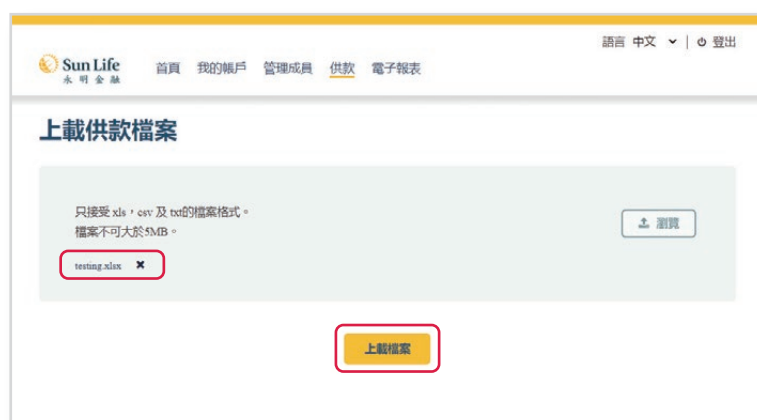 語言 中文 | 登出
Sun Life
永明金融
首頁 我的帳戶 管理成員 供款 電子報表
上載供款檔案
只接受 xls，csv 及 txt的檔案格式。
檔案不可大於5MB。
瀏覽
testing.xlsx ✖
上載檔案